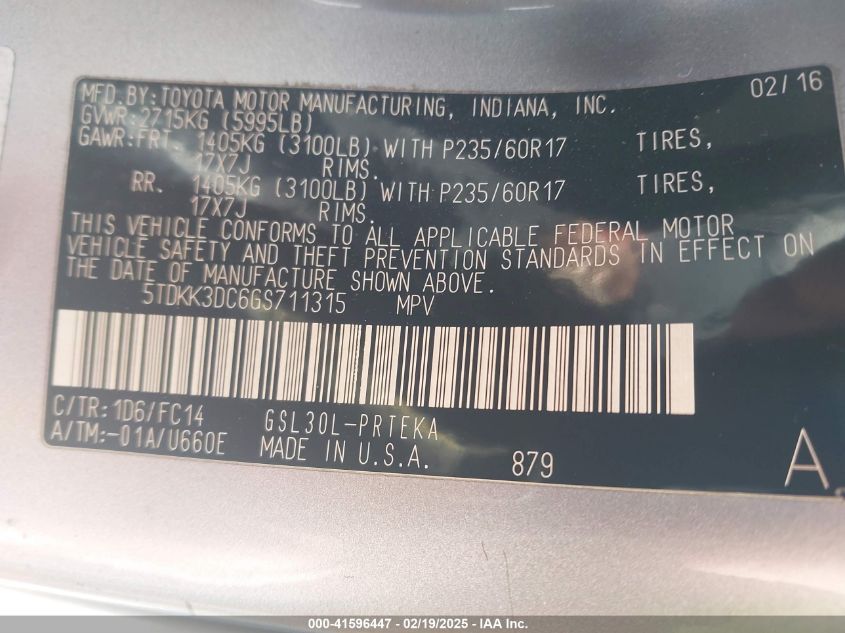 MFD.BY:TOYOTA MOTOR MANUFACTURING, INDIANA, INC. 02/16
GVWR:2715KG (5995LB)
GAWR:FRT. 1405KG (3100LB) WITH P235/60R17 TIRES,
17X7J RIMS.
RR. 1405KG (3100LB) WITH P235/60R17 TIRES,
17X7J RIMS.
THIS VEHICLE CONFORMS TO ALL APPLICABLE FEDERAL MOTOR
VEHICLE SAFETY AND THEFT PREVENTION STANDARDS IN EFFECT ON
THE DATE OF MANUFACTURE SHOWN ABOVE.
5TDKK3DC6GS711315 MPV
C/TR:1D6/FC14 GSL30L-PRTEKA
A/TM:-01A/U660E MADE IN U.S.A. 879 A
000-41596447 - 02/19/2025 - IAA Inc.